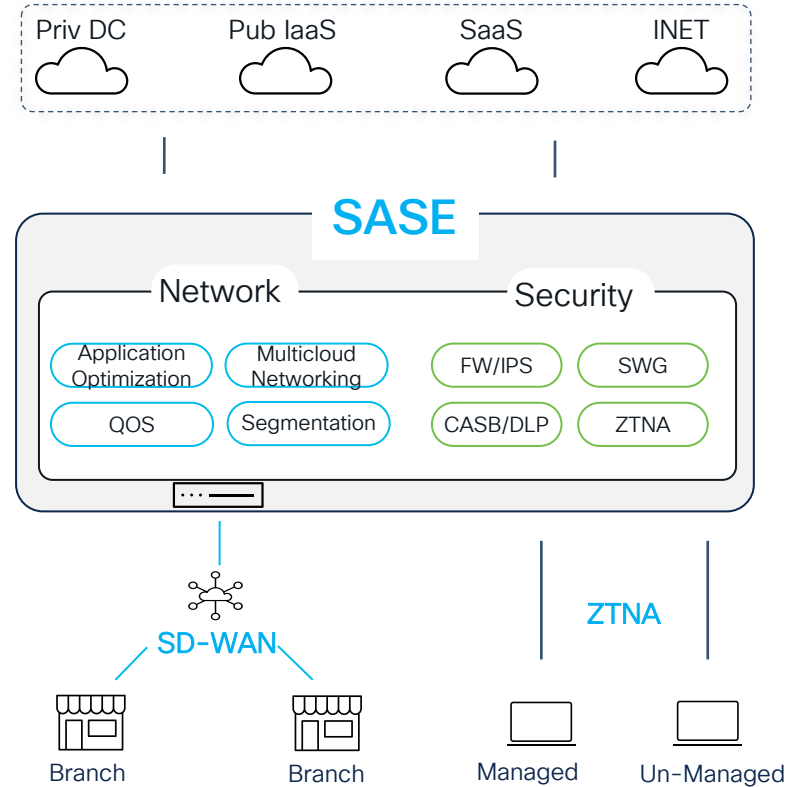 Priv DC
Pub IaaS
SaaS
INET
SASE
Network
Security
Application
Optimization
Multicloud
Networking
FW/IPS
SWG
QOS
Segmentation
CASB/DLP
ZTNA
SD-WAN
ZTNA
Branch
Branch
Managed
Un-Managed